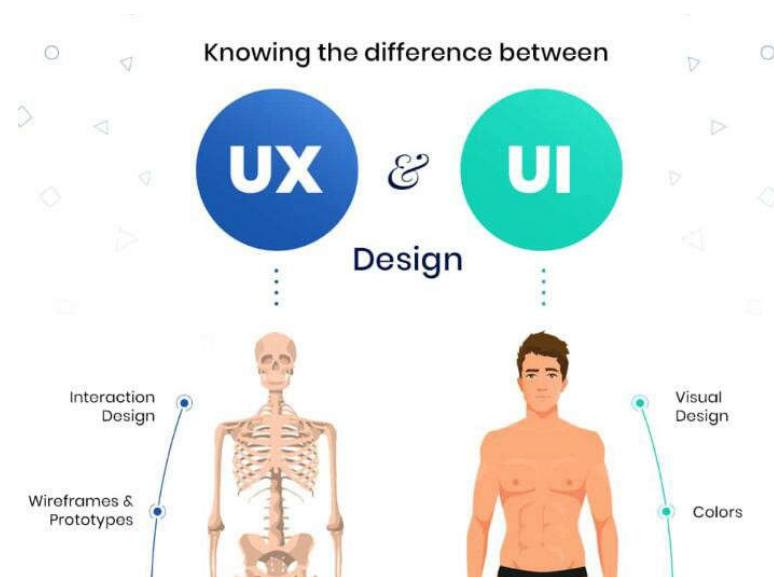 Knowing the difference between
UX & UI
Design
Interaction
Design
Wireframes &
Prototypes
Visual
Design
Colors